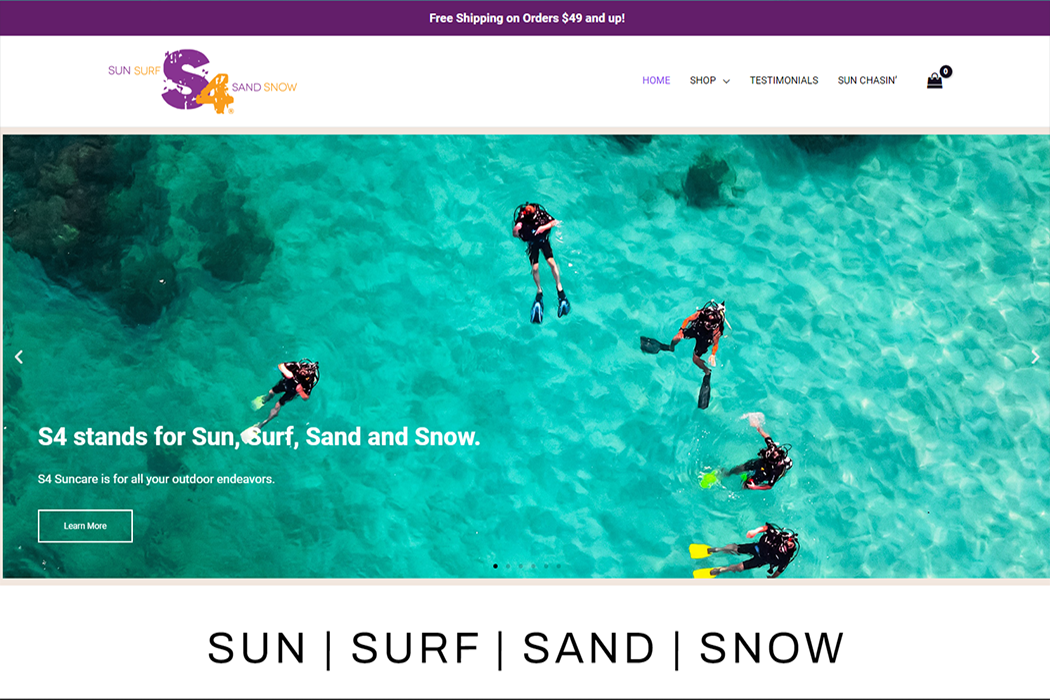 Free Shipping on Orders $49 and up!
SUN SURF S4 SAND SNOW ®
HOME SHOP TESTIMONIALS SUN CHASIN' 0
S4 stands for Sun, Surf, Sand and Snow.
S4 Suncare is for all your outdoor endeavors.
Learn More
SUN | SURF | SAND | SNOW